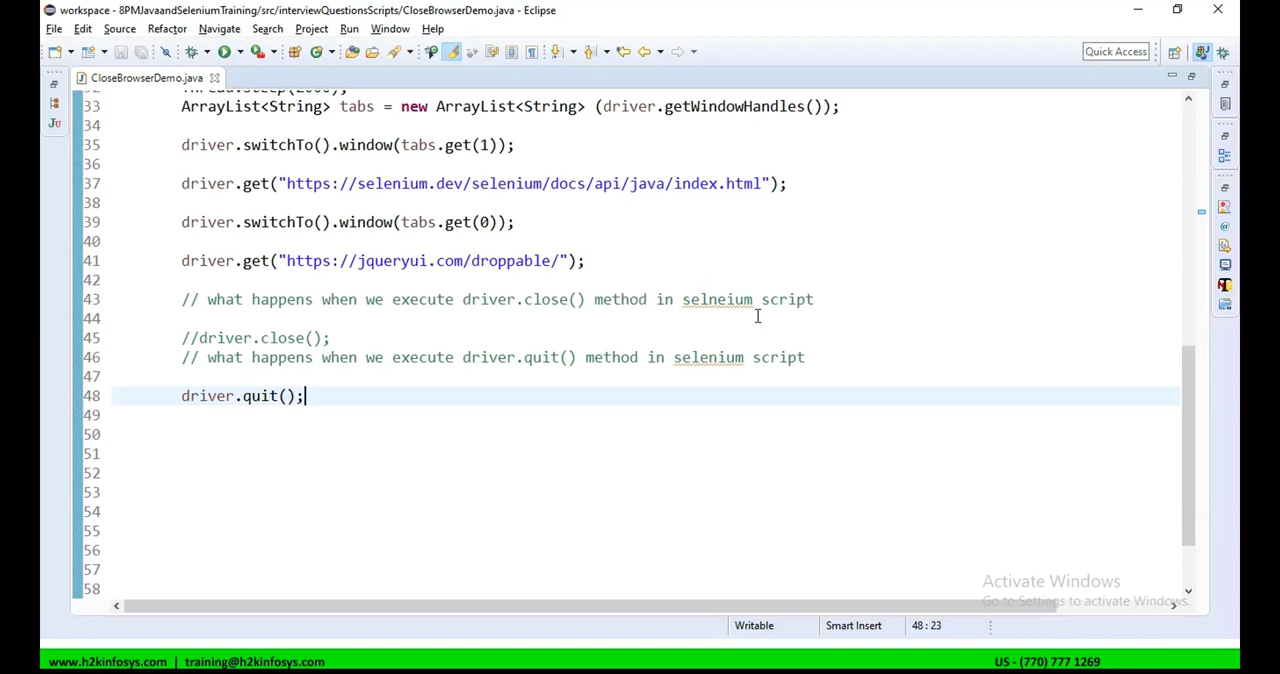 workspace - 8PMJavaandSeleniumTraining/src/interviewQuestionsScripts/CloseBrowserDemo.java - Eclipse
File Edit Source Refactor Navigate Search Project Run Window Help
Quick Access
CloseBrowserDemo.java
32 Thread.sleep(2000);
33 ArrayList<String> tabs = new ArrayList<String> (driver.getWindowHandles());
34
35 driver.switchTo().window(tabs.get(1));
36
37 driver.get("https://selenium.dev/selenium/docs/api/java/index.html");
38
39 driver.switchTo().window(tabs.get(0));
40
41 driver.get("https://jqueryui.com/droppable/");
42
43 // what happens when we execute driver.close() method in selneium script
44
45 //driver.close();
46 // what happens when we execute driver.quit() method in selenium script
47
48 driver.quit();
49
50
51
52
53
54
55
56
57
58
Activate Windows
Go to Settings to activate Windows.
Writable Smart Insert 48 : 23
www.h2kinfosys.com | training@h2kinfosys.com US - (770) 777 1269